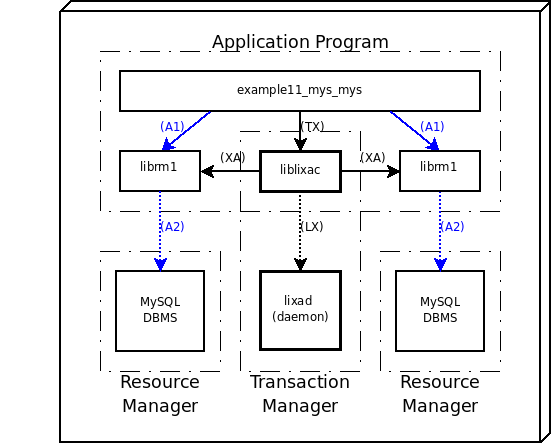 Application Program
example11_mys_mys
(A1)
(TX)
(A1)
librm1
(XA)
liblixac
(XA)
librm1
(A2)
(LX)
(A2)
MySQL
DBMS
lixad
(daemon)
MySQL
DBMS
Resource
Manager
Transaction
Manager
Resource
Manager